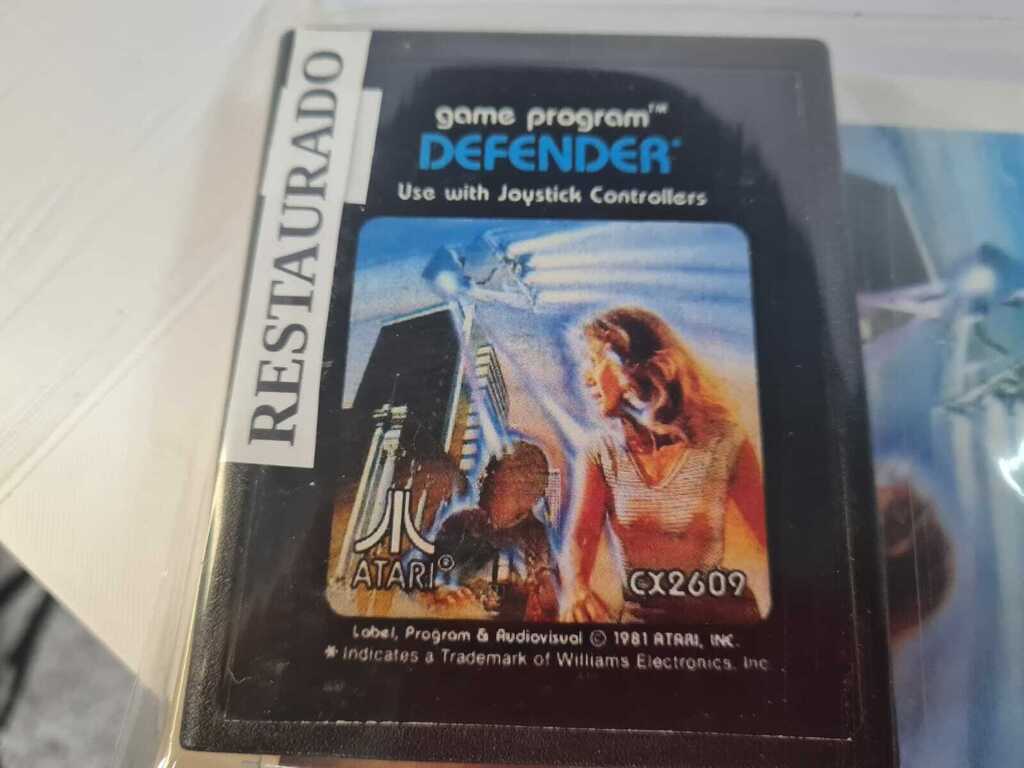 RESTAURADO
game program™
DEFENDER*
Use with Joystick Controllers
ATARI®
CX2609
Label, Program & Audiovisual © 1981 ATARI, INC.
* Indicates a Trademark of Williams Electronics, Inc.